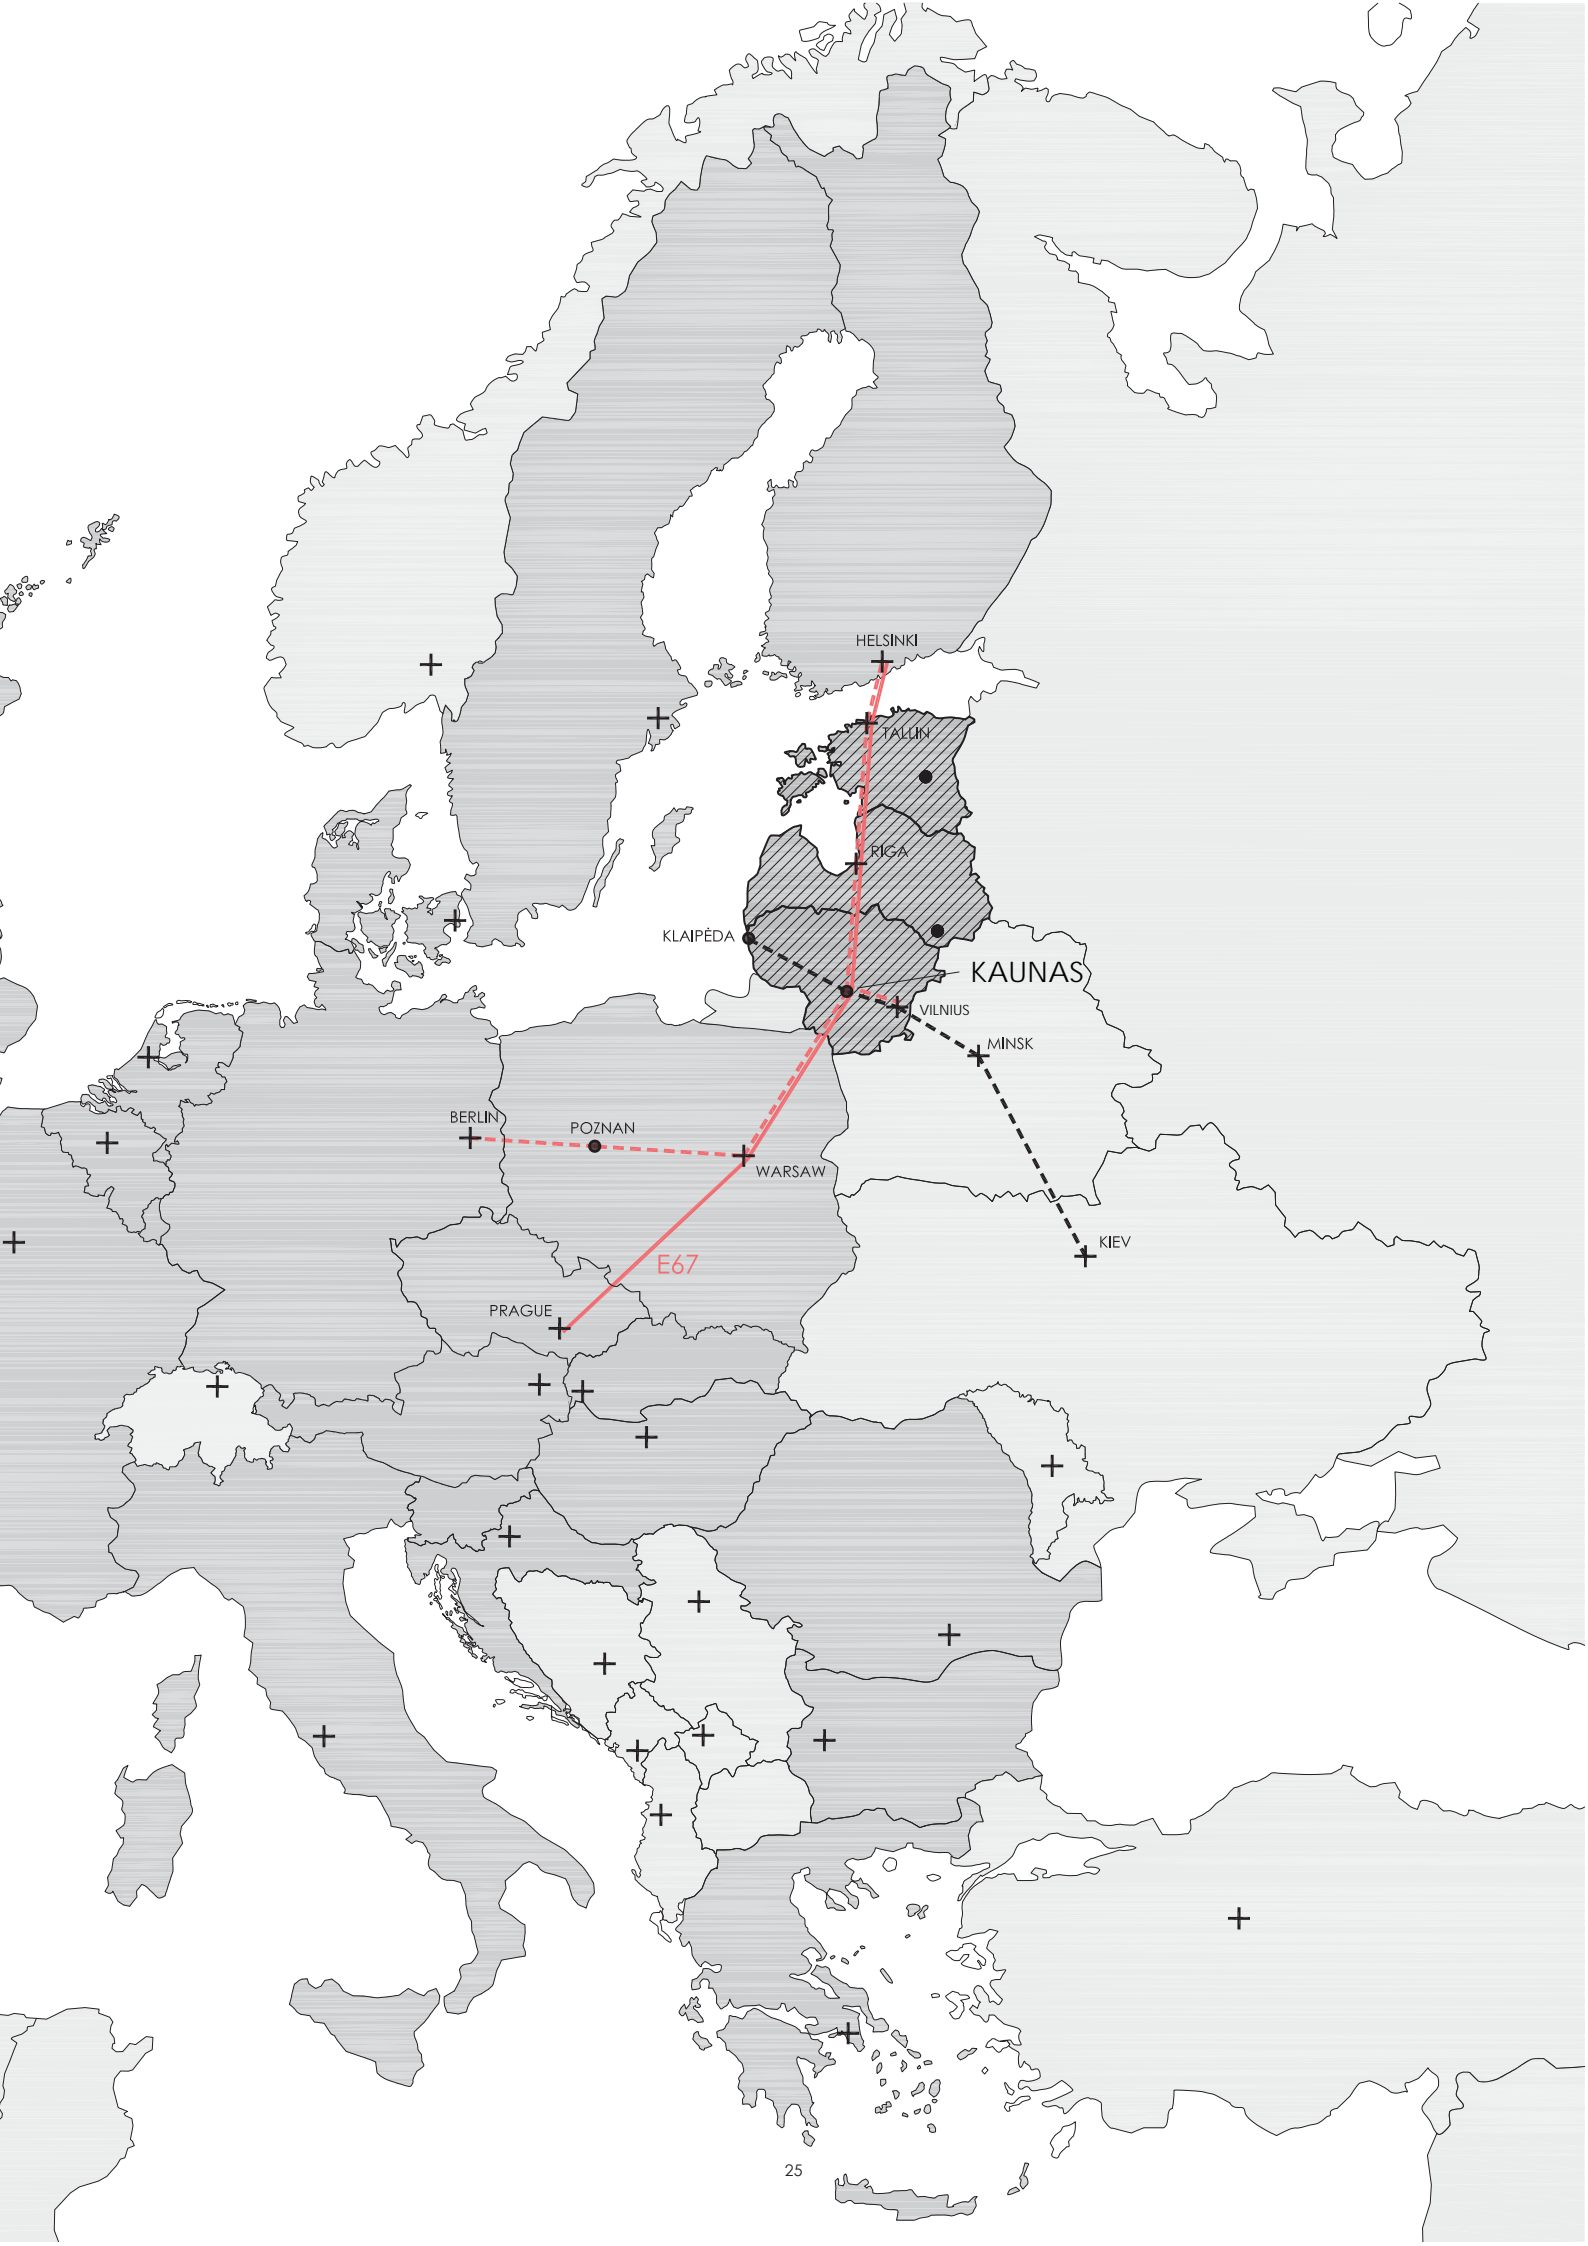 HELSINKI
TALLIN
RIGA
KLAIPĖDA
KAUNAS
VILNIUS
MINSK
BERLIN
POZNAN
WARSAW
KIEV
E67
PRAGUE
25